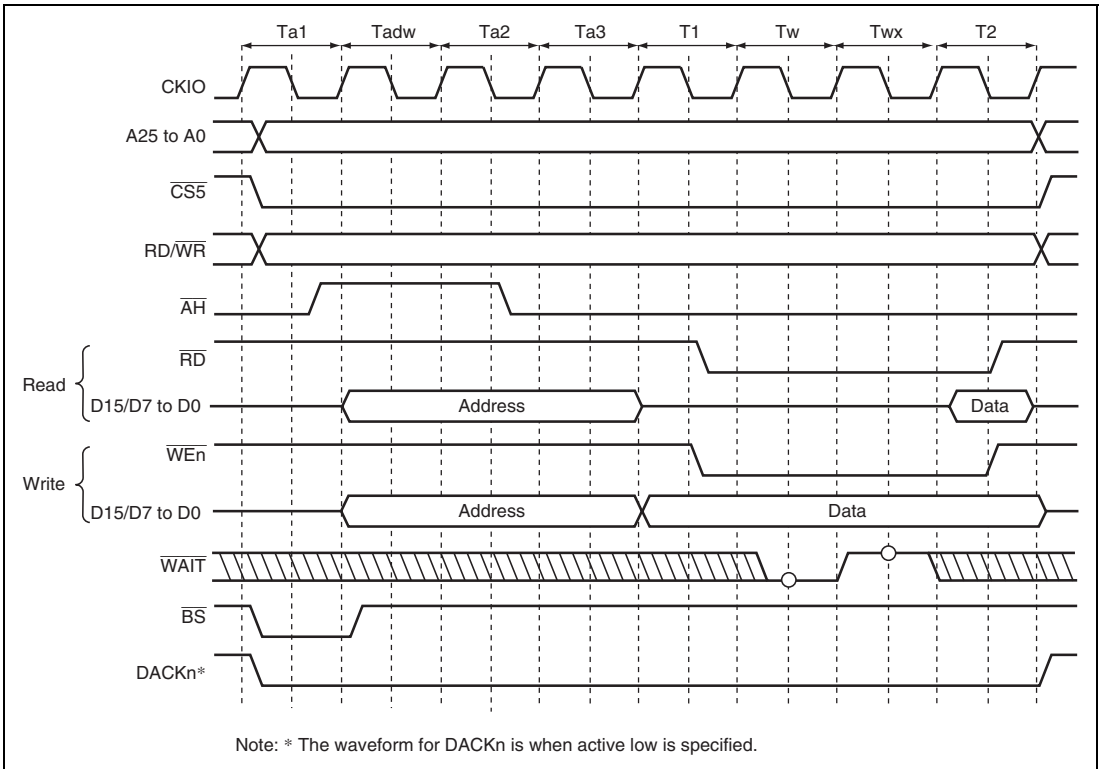 Ta1 Tadw Ta2 Ta3 T1 Tw Twx T2
CKIO
A25 to A0
CS5
RD/WR
AH
RD
Read
D15/D7 to D0 Address Data
WEn
Write
D15/D7 to D0 Address Data
WAIT
BS
DACKn*
Note: * The waveform for DACKn is when active low is specified.